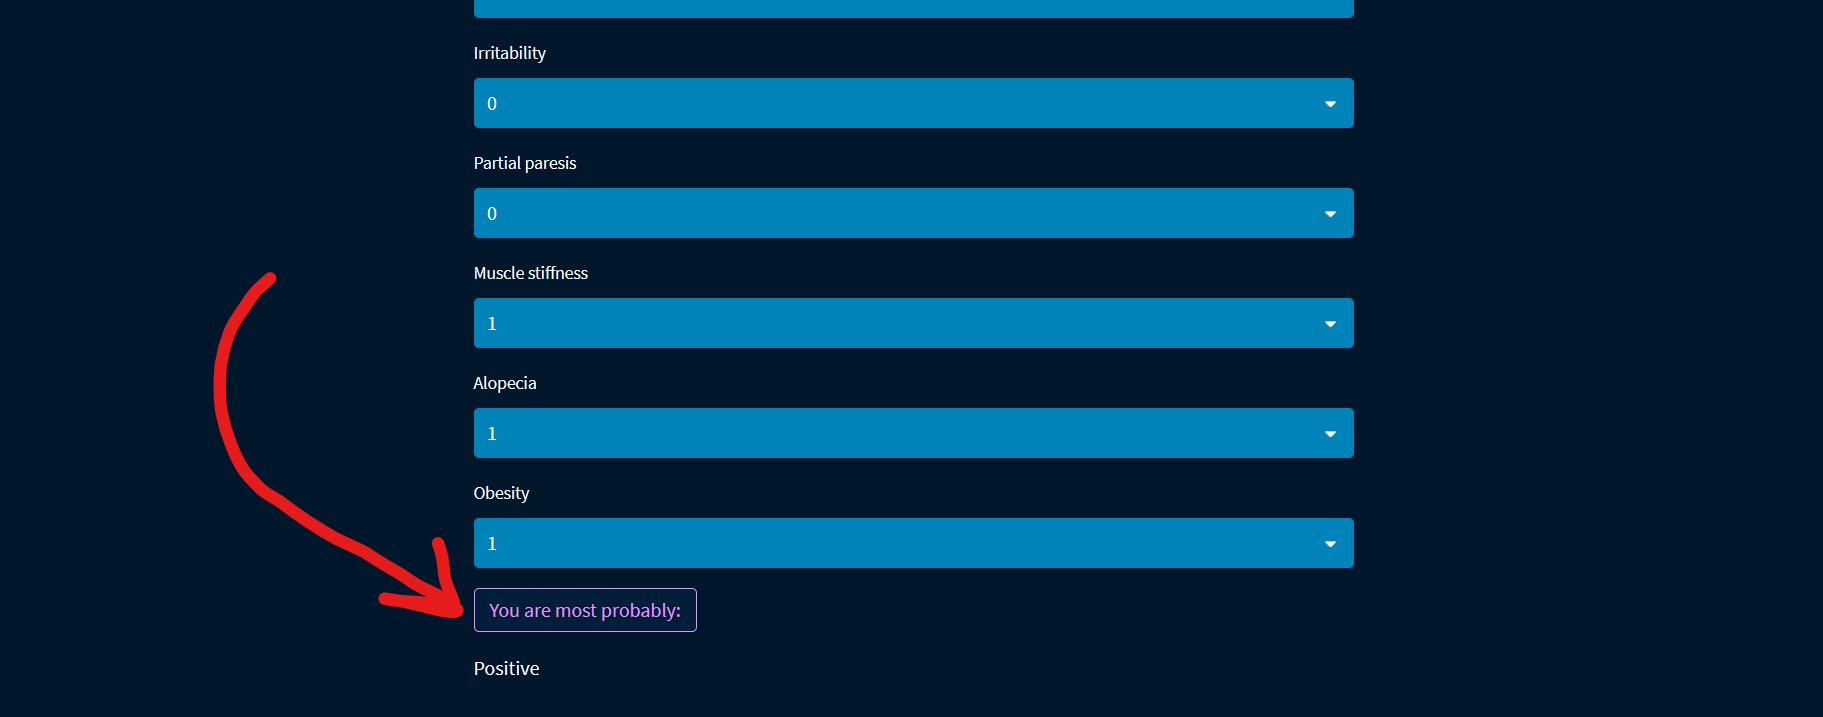 Irritability
0
Partial paresis
0
Muscle stiffness
1
Alopecia
1
Obesity
1
You are most probably:
Positive